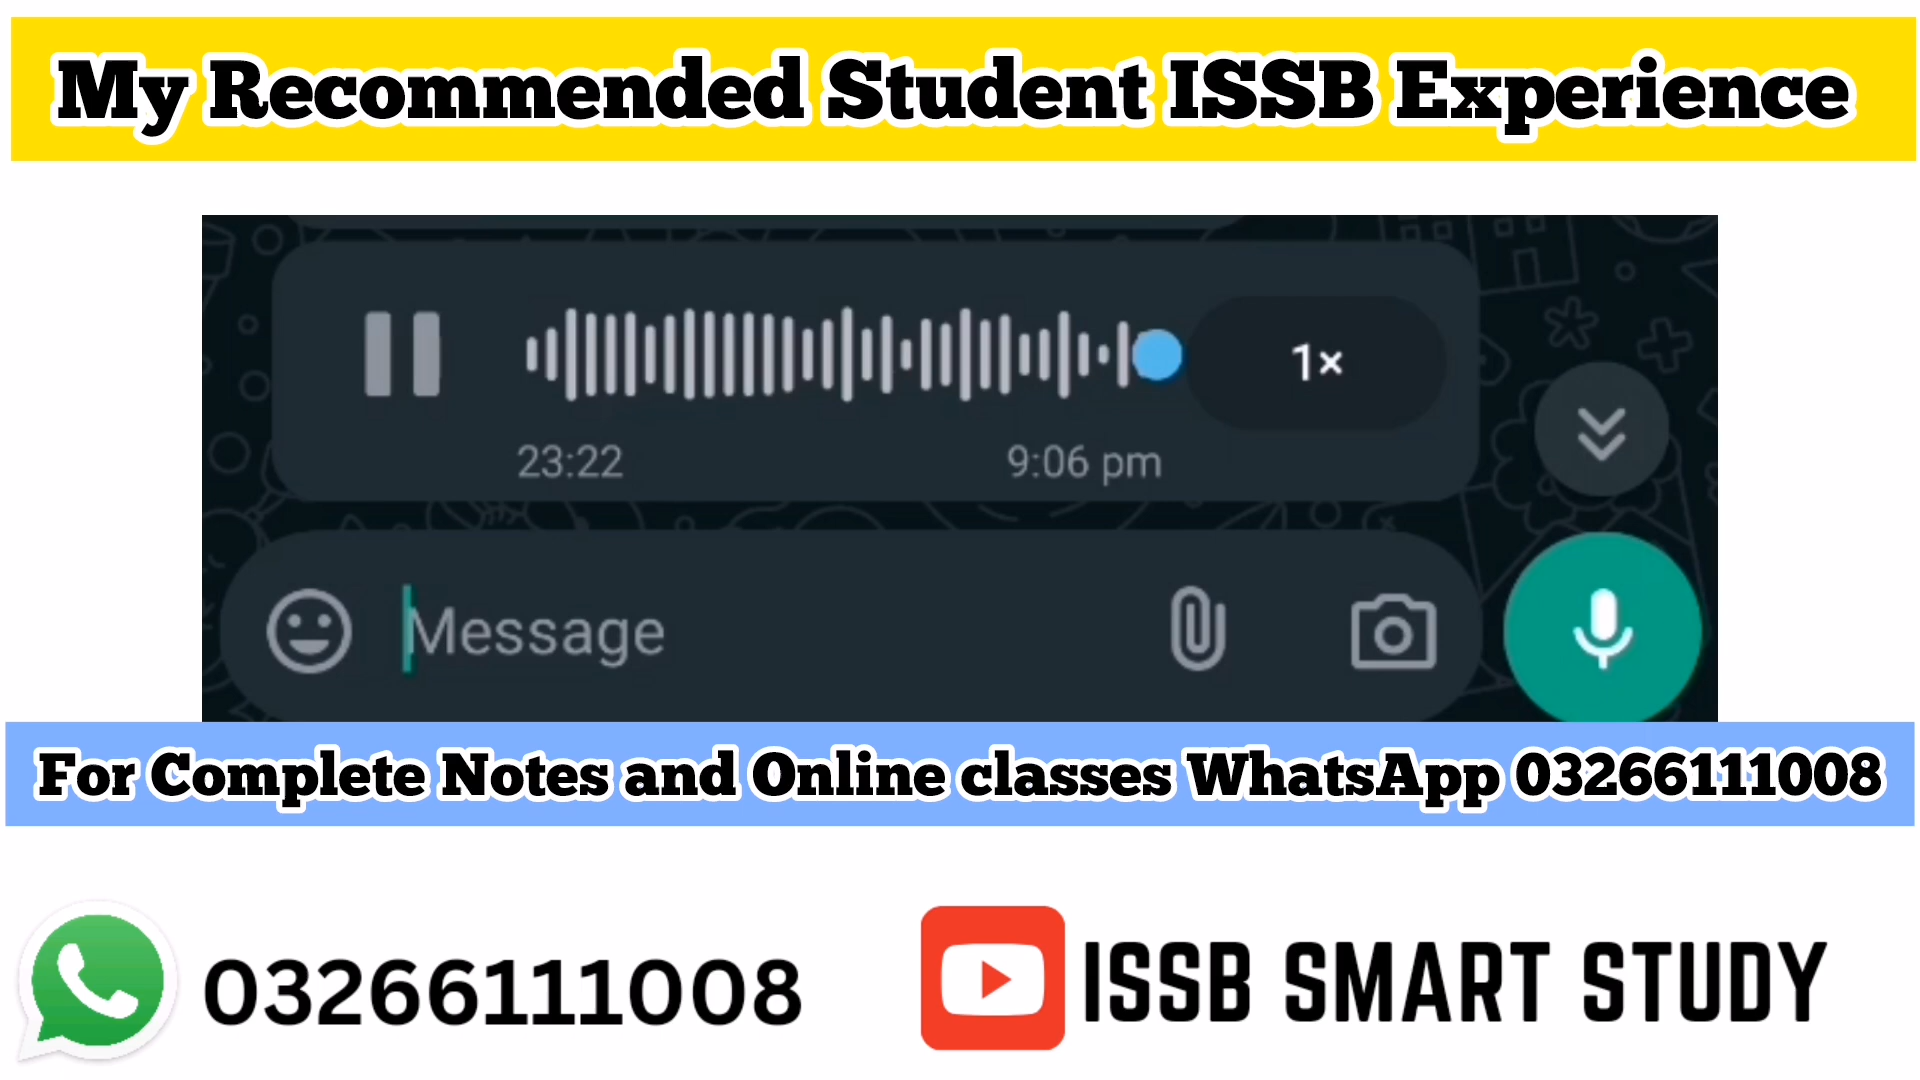 My Recommended Student ISSB Experience
1×
23:22 9:06 pm
Message
For Complete Notes and Online classes WhatsApp 03266111008
03266111008 ISSB SMART STUDY